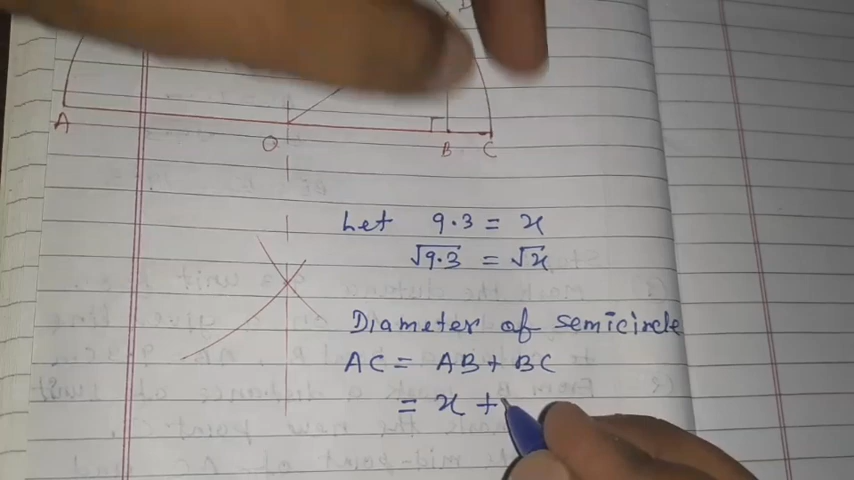 D
A
O
B
C
Let 9.3 = x
√9.3 = √x
Diameter of semicircle
AC = AB + BC
= x +